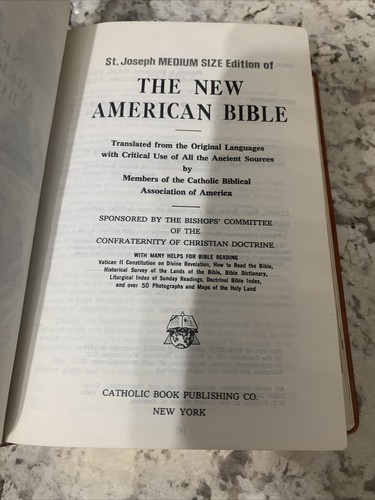 St. Joseph MEDIUM SIZE Edition of
THE NEW
AMERICAN BIBLE
Translated from the Original Languages
with Critical Use of All the Ancient Sources
by
Members of the Catholic Biblical
Association of America
SPONSORED BY THE BISHOPS' COMMITTEE
OF THE
CONFRATERNITY OF CHRISTIAN DOCTRINE
WITH MANY HELPS FOR BIBLE READING
Vatican II Constitution on Divine Revelation, How to Read the Bible,
Historical Survey of the Lands of the Bible, Bible Dictionary,
Liturgical Index of Sunday Readings, Doctrinal Bible Index,
and over 50 Photographs and Maps of the Holy Land
CATHOLIC BOOK PUBLISHING CO.
NEW YORK